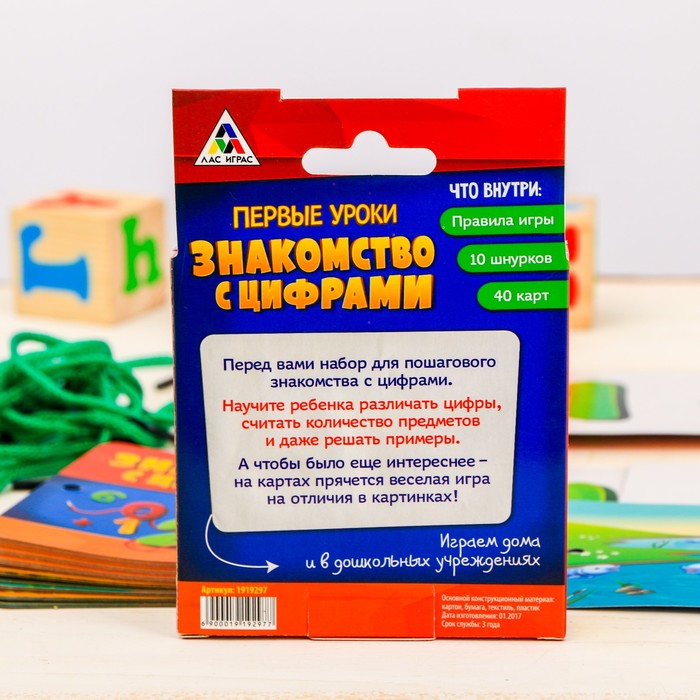 ЛАС ИГРАС
ЧТО ВНУТРИ:
Правила игры
10 шнурков
40 карт
ПЕРВЫЕ УРОКИ
ЗНАКОМСТВО
С ЦИФРАМИ
Перед вами набор для пошагового
знакомства с цифрами.
Научите ребенка различать цифры,
считать количество предметов
и даже решать примеры.
А чтобы было еще интереснее –
на картах прячется веселая игра
на отличия в картинках!
Играем дома
и в дошкольных учреждениях
Артикул: 1919297
6 900019 192977
Основной конструкционный материал:
картон, бумага, текстиль, пластик
Дата изготовления: 01.2017
Срок службы: 3 года